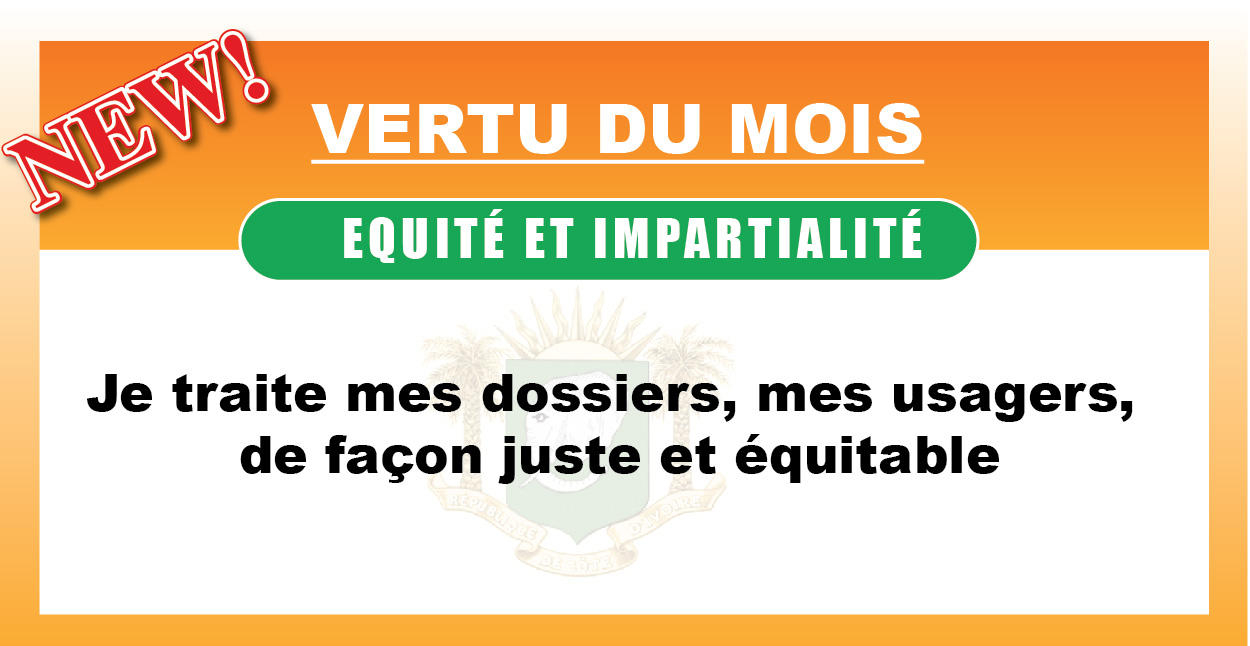 NEW!
VERTU DU MOIS
EQUITÉ ET IMPARTIALITÉ
Je traite mes dossiers, mes usagers,
de façon juste et équitable
RÉPUBLIQUE
DE CÔTE
D'IVOIRE